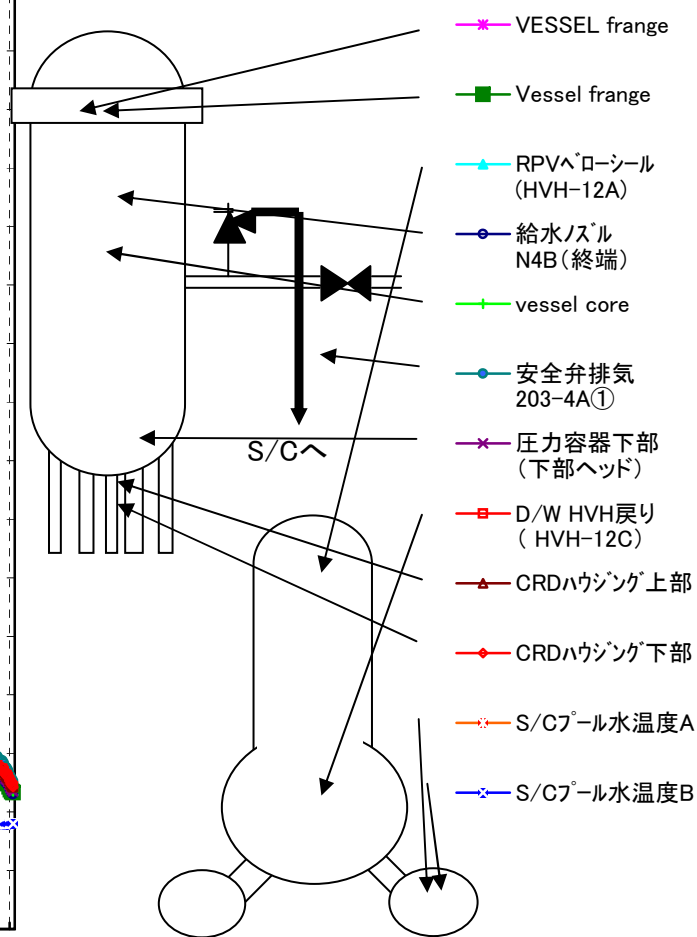 VESSEL frange
Vessel frange
RPVﾍﾞﾛｰｼｰﾙ
(HVH-12A)
給水ﾉｽﾞﾙ
N4B(終端)
vessel core
安全弁排気
203-4A①
圧力容器下部
(下部ヘッド)
D/W HVH戻り
( HVH-12C)
CRDﾊｳｼﾞﾝｸﾞ上部
CRDﾊｳｼﾞﾝｸﾞ下部
S/Cﾌﾟｰﾙ水温度A
S/Cﾌﾟｰﾙ水温度B
S/Cへ